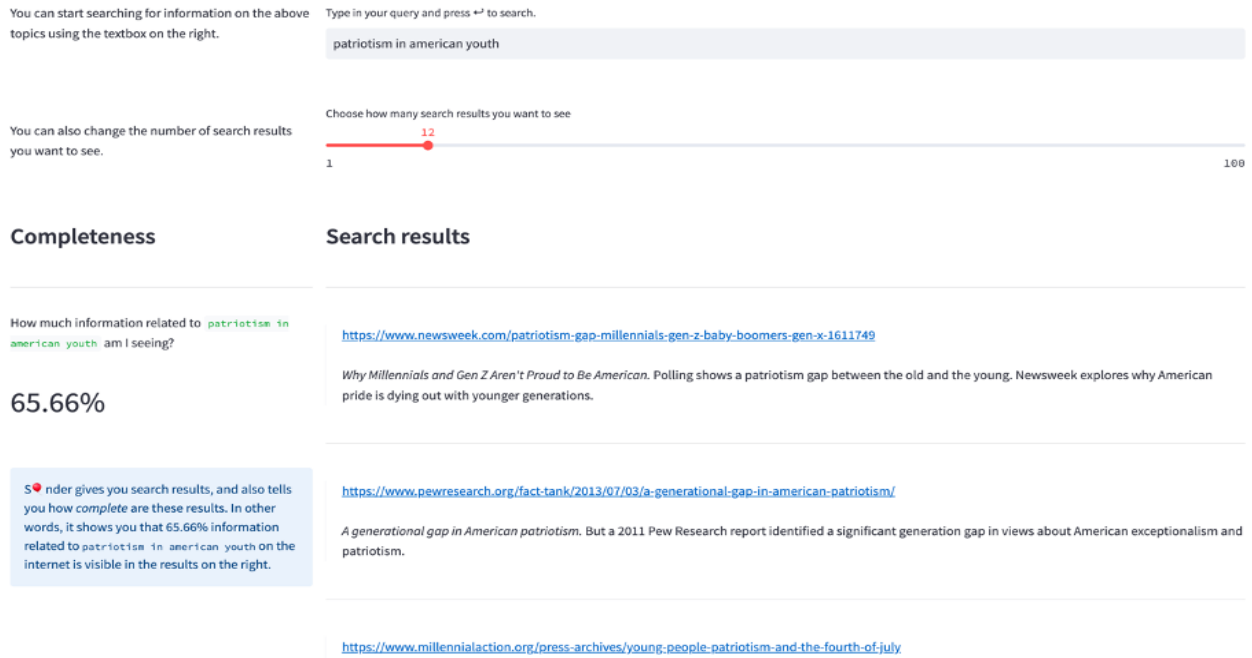 You can start searching for information on the above
topics using the textbox on the right.
Type in your query and press ↵ to search.
patriotism in american youth
You can also change the number of search results
you want to see.
Choose how many search results you want to see
12
1
100
Completeness
How much information related to patriotism in
american youth am I seeing?
65.66%
S🎈nder gives you search results, and also tells
you how complete are these results. In other
words, it shows you that 65.66% information
related to patriotism in american youth on the
internet is visible in the results on the right.
Search results
https://www.newsweek.com/patriotism-gap-millennials-gen-z-baby-boomers-gen-x-1611749
Why Millennials and Gen Z Aren't Proud to Be American. Polling shows a patriotism gap between the old and the young. Newsweek explores why American
pride is dying out with younger generations.
https://www.pewresearch.org/fact-tank/2013/07/03/a-generational-gap-in-american-patriotism/
A generational gap in American patriotism. But a 2011 Pew Research report identified a significant generation gap in views about American exceptionalism and
patriotism.
https://www.millennialaction.org/press-archives/young-people-patriotism-and-the-fourth-of-july